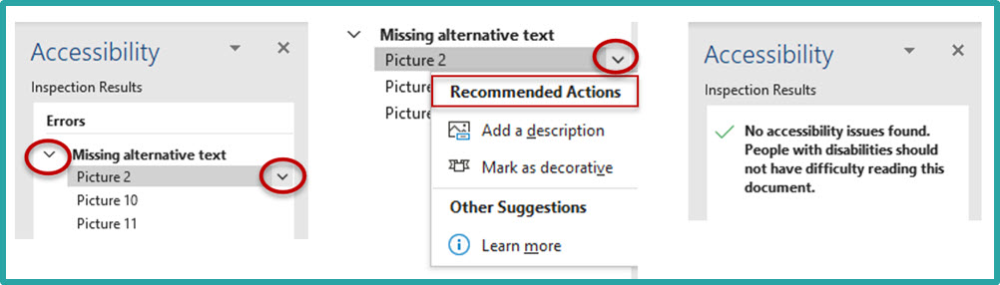 Accessibility
Inspection Results
Errors
Missing alternative text
Picture 2
Picture 10
Picture 11
Missing alternative text
Picture 2
Pictu
Pictu
Recommended Actions
Add a description
Mark as decorative
Other Suggestions
Learn more
Accessibility
Inspection Results
No accessibility issues found.
People with disabilities should
not have difficulty reading this
document.